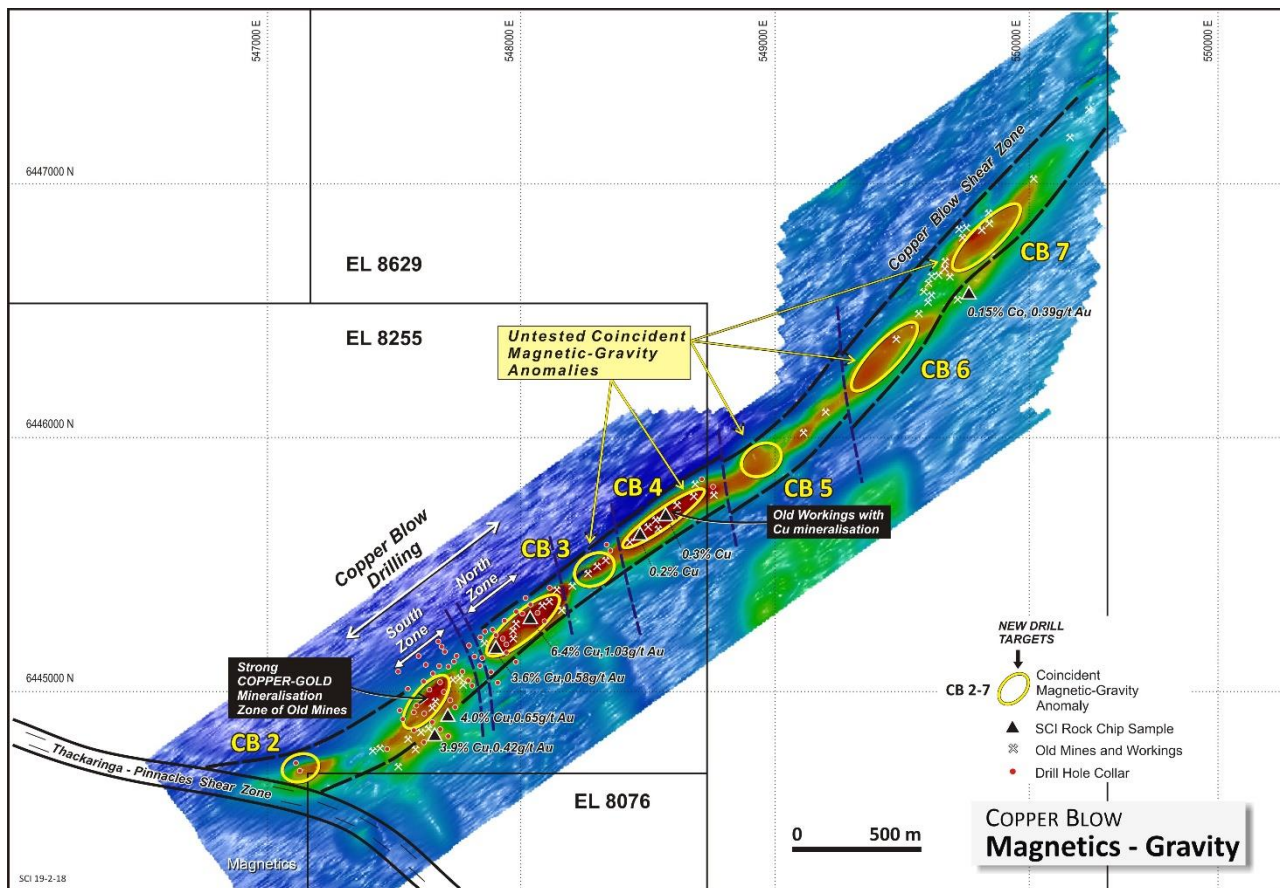 547000 E
548000 E
549000 E
550000 E
550000 E
6447000 N
6446000 N
6445000 N
EL 8629
EL 8255
EL 8076
Copper Blow Shear Zone
CB 7
0.15% Co, 0.39g/t Au
CB 6
Untested Coincident
Magnetic-Gravity
Anomalies
CB 5
CB 4
Old Workings with
Cu mineralisation
0.3% Cu
0.2% Cu
CB 3
Copper Blow
Drilling
North
Zone
South
Zone
6.4% Cu,1.03g/t Au
3.6% Cu,0.58g/t Au
Strong
COPPER-GOLD
Mineralisation
Zone of Old Mines
4.0% Cu,0.65g/t Au
3.9% Cu,0.42g/t Au
CB 2
Thackaringa - Pinnacles Shear Zone
Magnetics
SCI 19-2-18
NEW DRILL
TARGETS
CB 2-7
Coincident
Magnetic-Gravity
Anomaly
SCI Rock Chip Sample
Old Mines and Workings
Drill Hole Collar
0 500 m
COPPER BLOW
Magnetics - Gravity